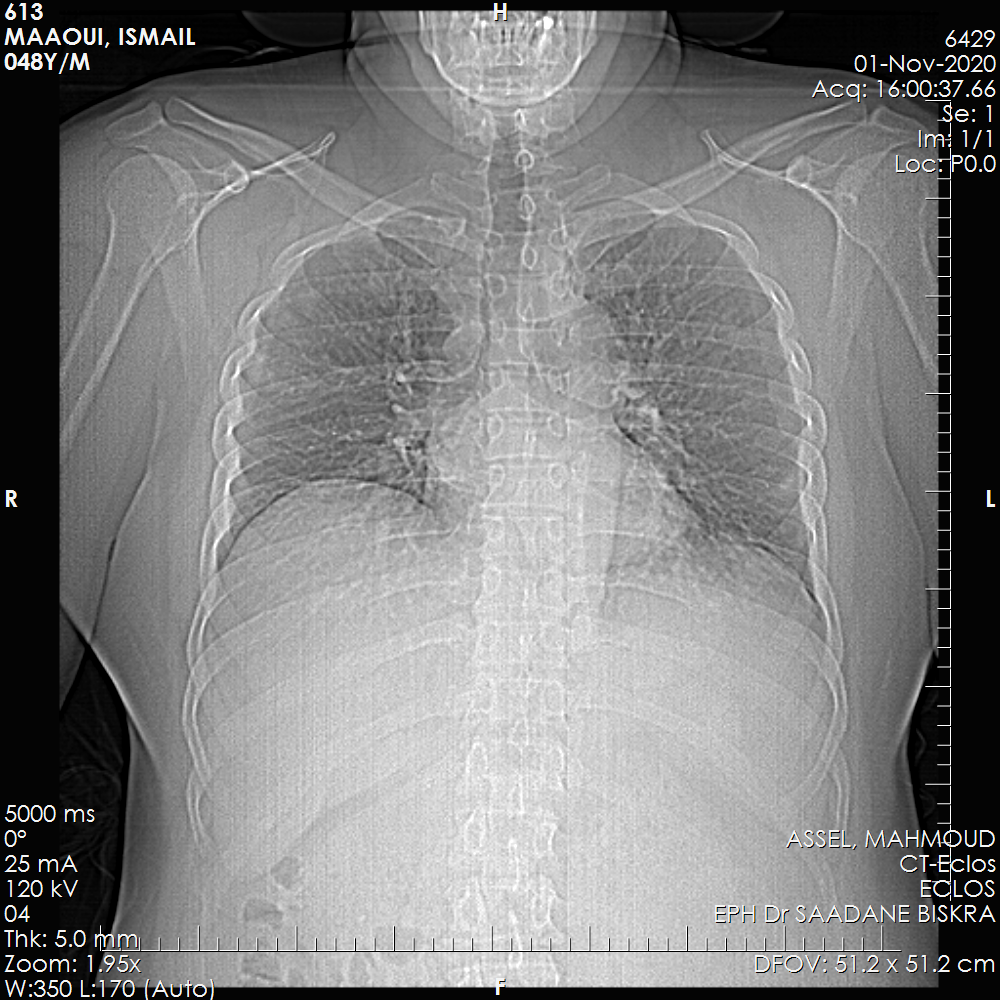 613
MAAOUI, ISMAIL
048Y/M
H
6429
01-Nov-2020
Acq: 16:00:37.66
Se: 1
Im: 1/1
Loc: P0.0
R
L
5000 ms
0°
25 mA
120 kV
04
Thk: 5.0 mm
Zoom: 1.95x
W:350 L:170 (Auto)
F
ASSEL, MAHMOUD
CT-Eclos
ECLOS
EPH Dr SAADANE BISKRA
DFOV: 51.2 x 51.2 cm